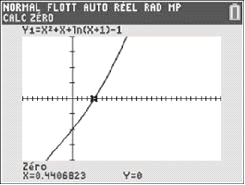 NORMAL FLOTT AUTO RÉEL RAD MP
CALC ZÉRO
Y1=X²+X+ln(X+1)-1
Zéro
X=0.4406823 Y=0